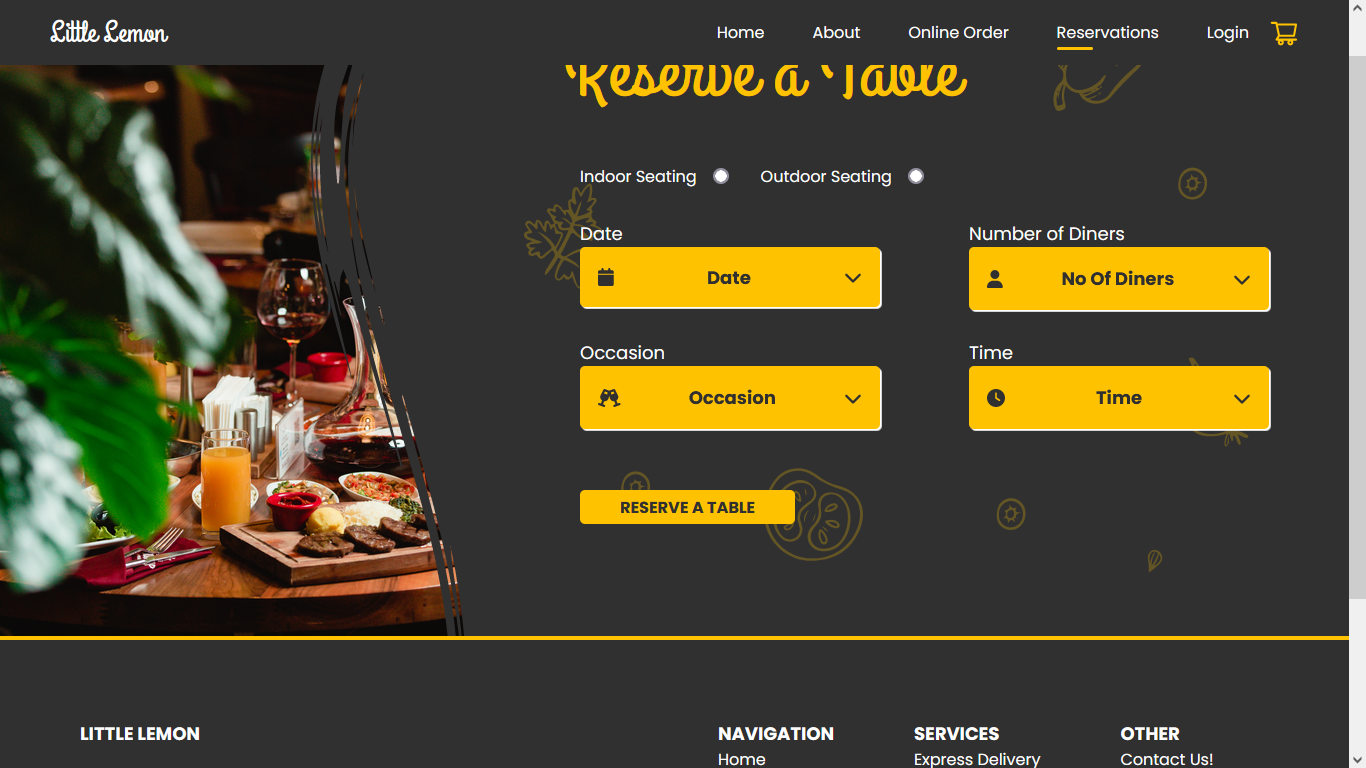 Little Lemon
Home About Online Order Reservations Login
Reserve a Table
Indoor Seating Outdoor Seating
Date Number of Diners
Date No Of Diners
Occasion Time
Occasion Time
RESERVE A TABLE
LITTLE LEMON NAVIGATION SERVICES OTHER
Home Express Delivery Contact Us!